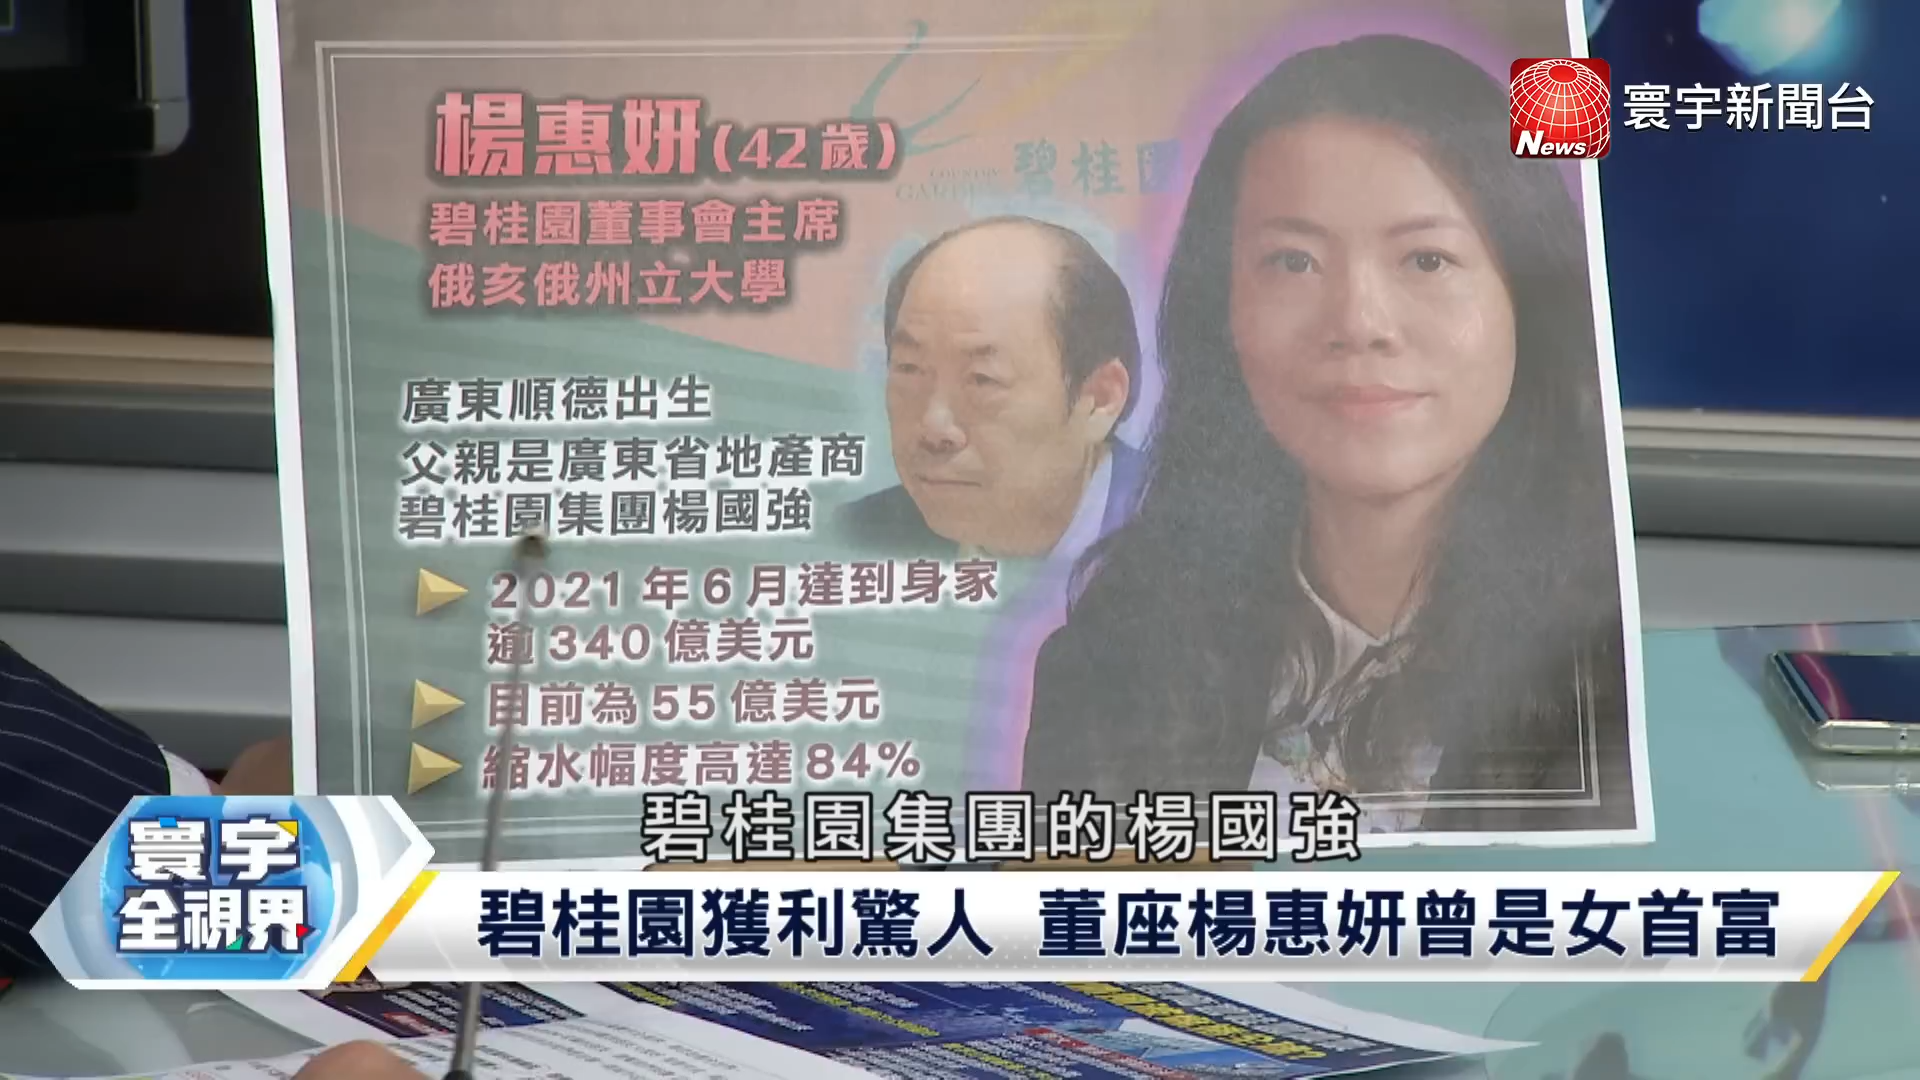 寰宇新聞台
News
楊惠妍(42歲)
碧桂園
COUNTRY
GARDEN
碧桂園董事會主席
俄亥俄州立大學
廣東順德出生
父親是廣東省地產商
碧桂園集團楊國強
2021年6月達到身家
逾340億美元
目前為55億美元
縮水幅度高達84%
碧桂園集團的楊國強
寰宇
全視界
碧桂園獲利驚人 董座楊惠妍曾是女首富